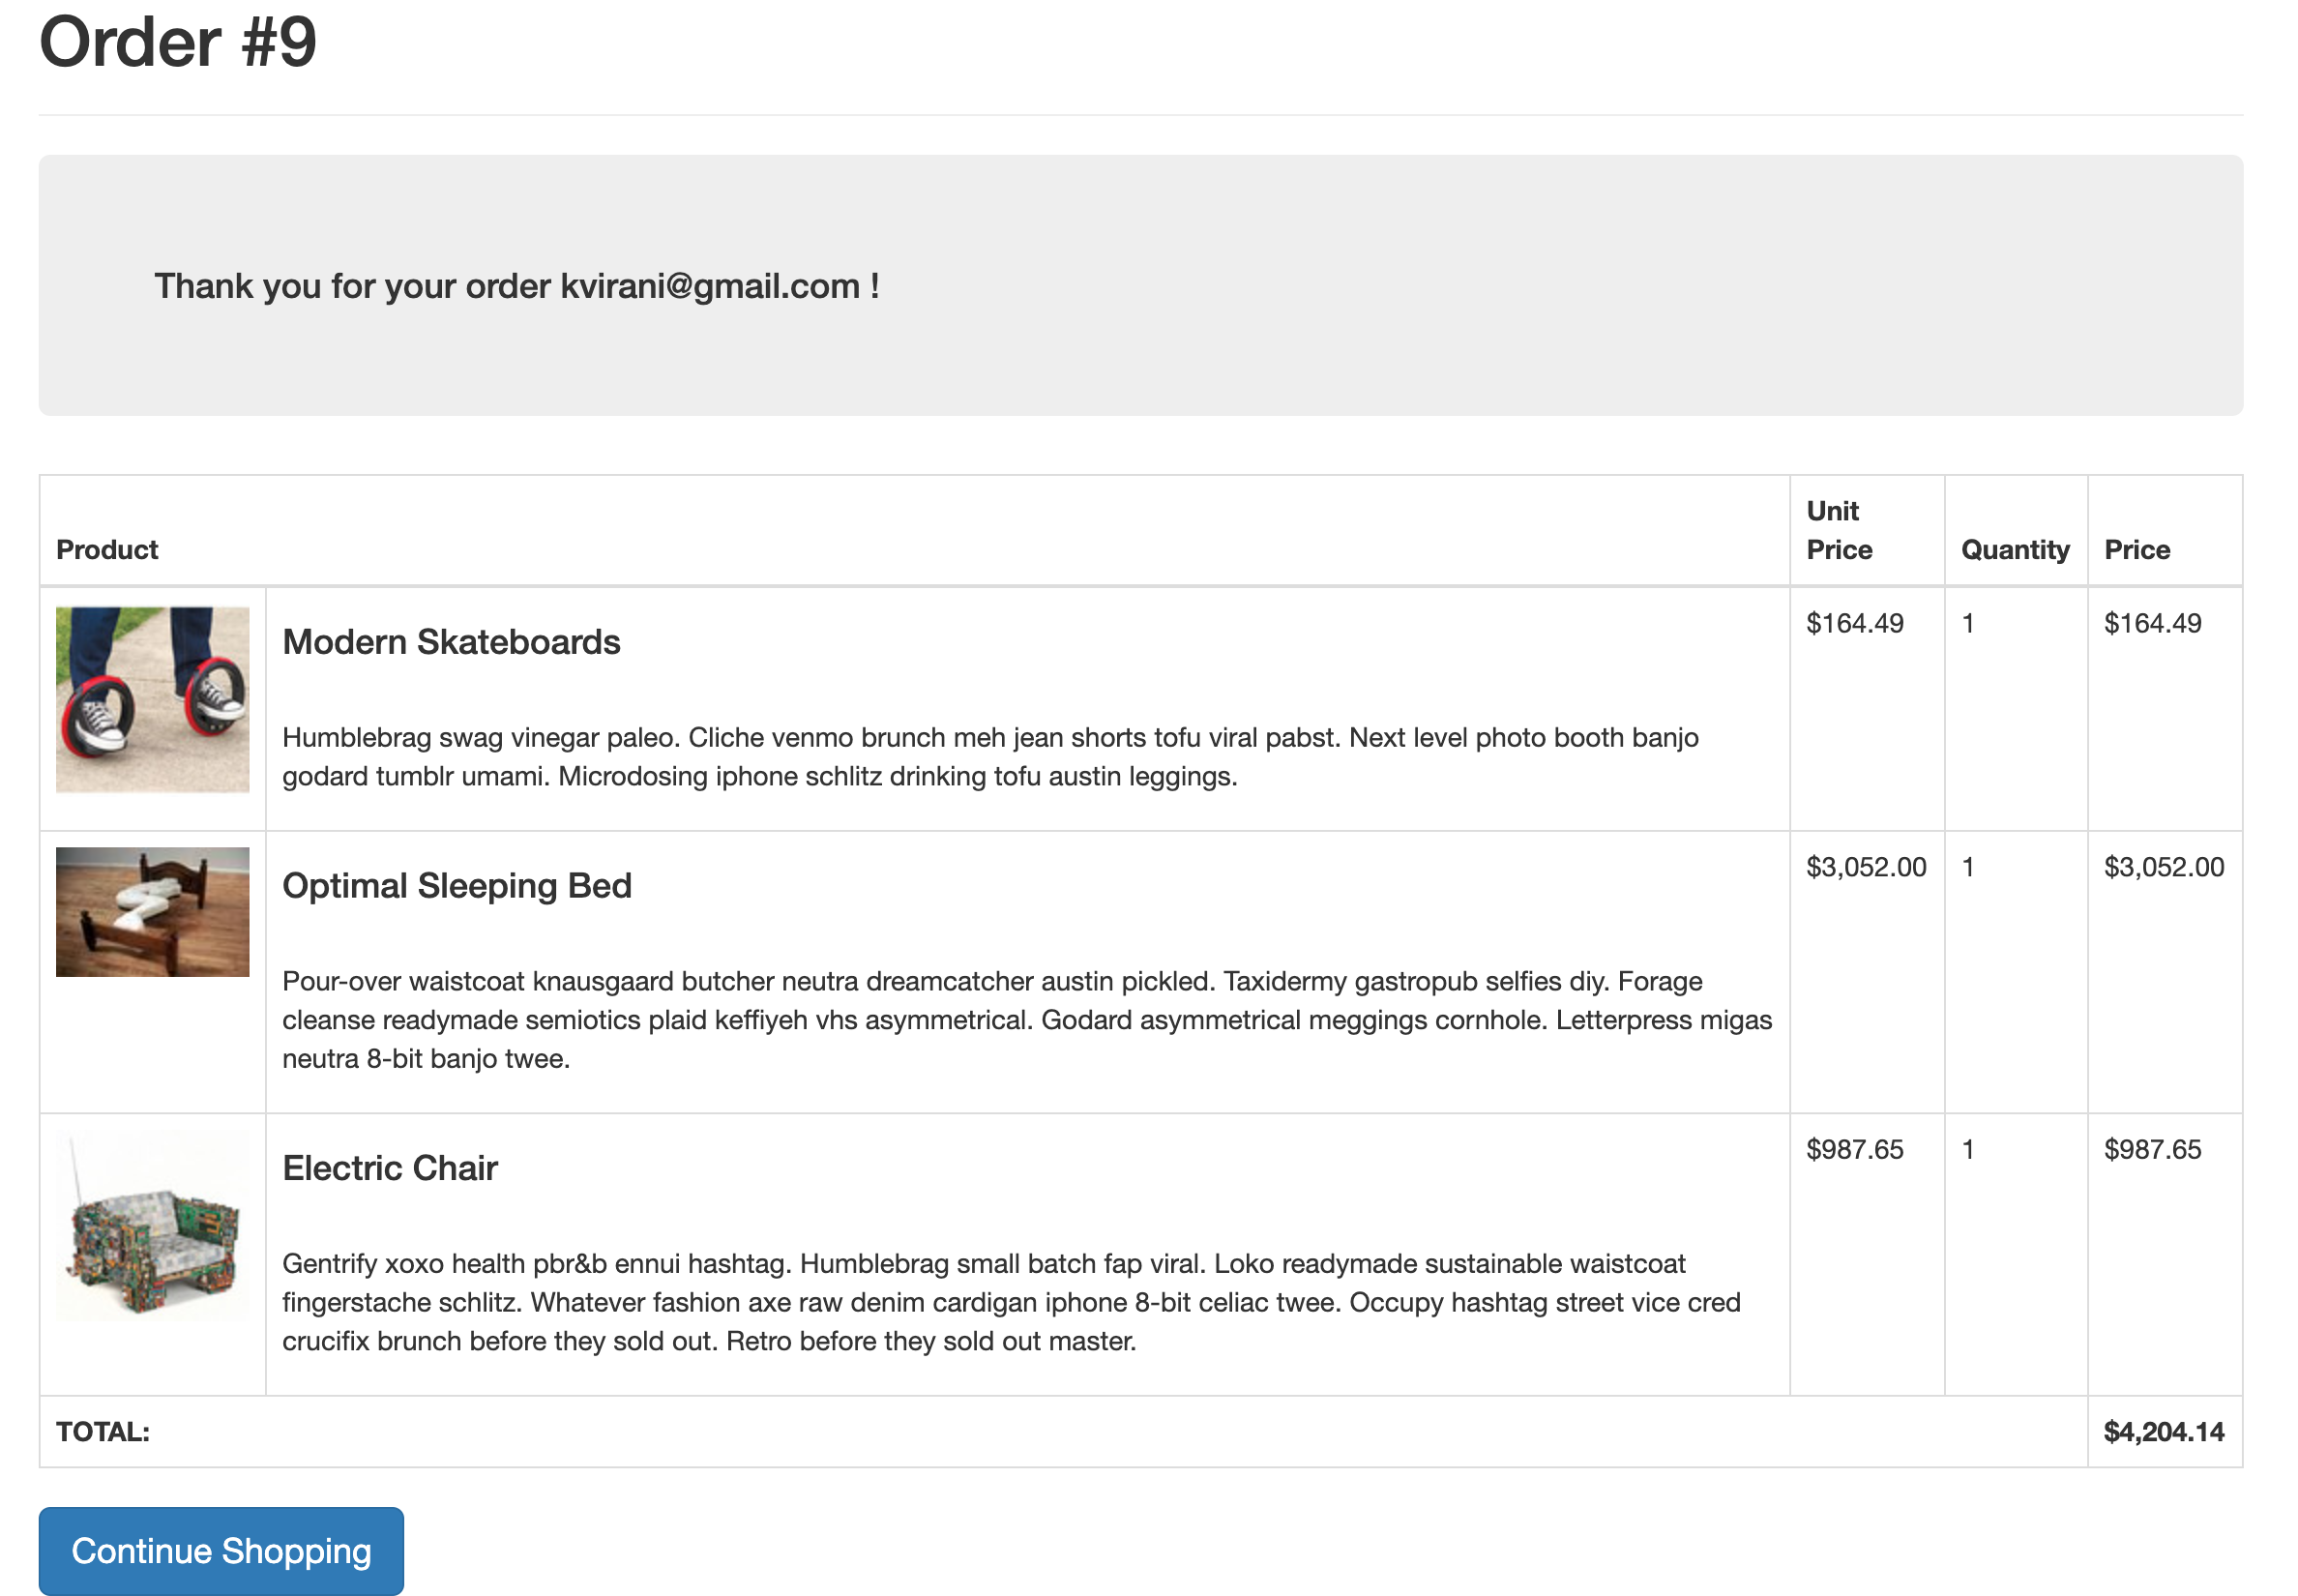 Order #9
Thank you for your order kvirani@gmail.com !
Product
Unit
Price
Quantity
Price
Modern Skateboards
$164.49
1
$164.49
Humblebrag swag vinegar paleo. Cliche venmo brunch meh jean shorts tofu viral pabst. Next level photo booth banjo
godard tumblr umami. Microdosing iphone schlitz drinking tofu austin leggings.
Optimal Sleeping Bed
$3,052.00
1
$3,052.00
Pour-over waistcoat knausgaard butcher neutra dreamcatcher austin pickled. Taxidermy gastropub selfies diy. Forage
cleanse readymade semiotics plaid keffiyeh vhs asymmetrical. Godard asymmetrical meggings cornhole. Letterpress migas
neutra 8-bit banjo twee.
Electric Chair
$987.65
1
$987.65
Gentrify xoxo health pbr&b ennui hashtag. Humblebrag small batch fap viral. Loko readymade sustainable waistcoat
fingerstache schlitz. Whatever fashion axe raw denim cardigan iphone 8-bit celiac twee. Occupy hashtag street vice cred
crucifix brunch before they sold out. Retro before they sold out master.
TOTAL:
$4,204.14
Continue Shopping